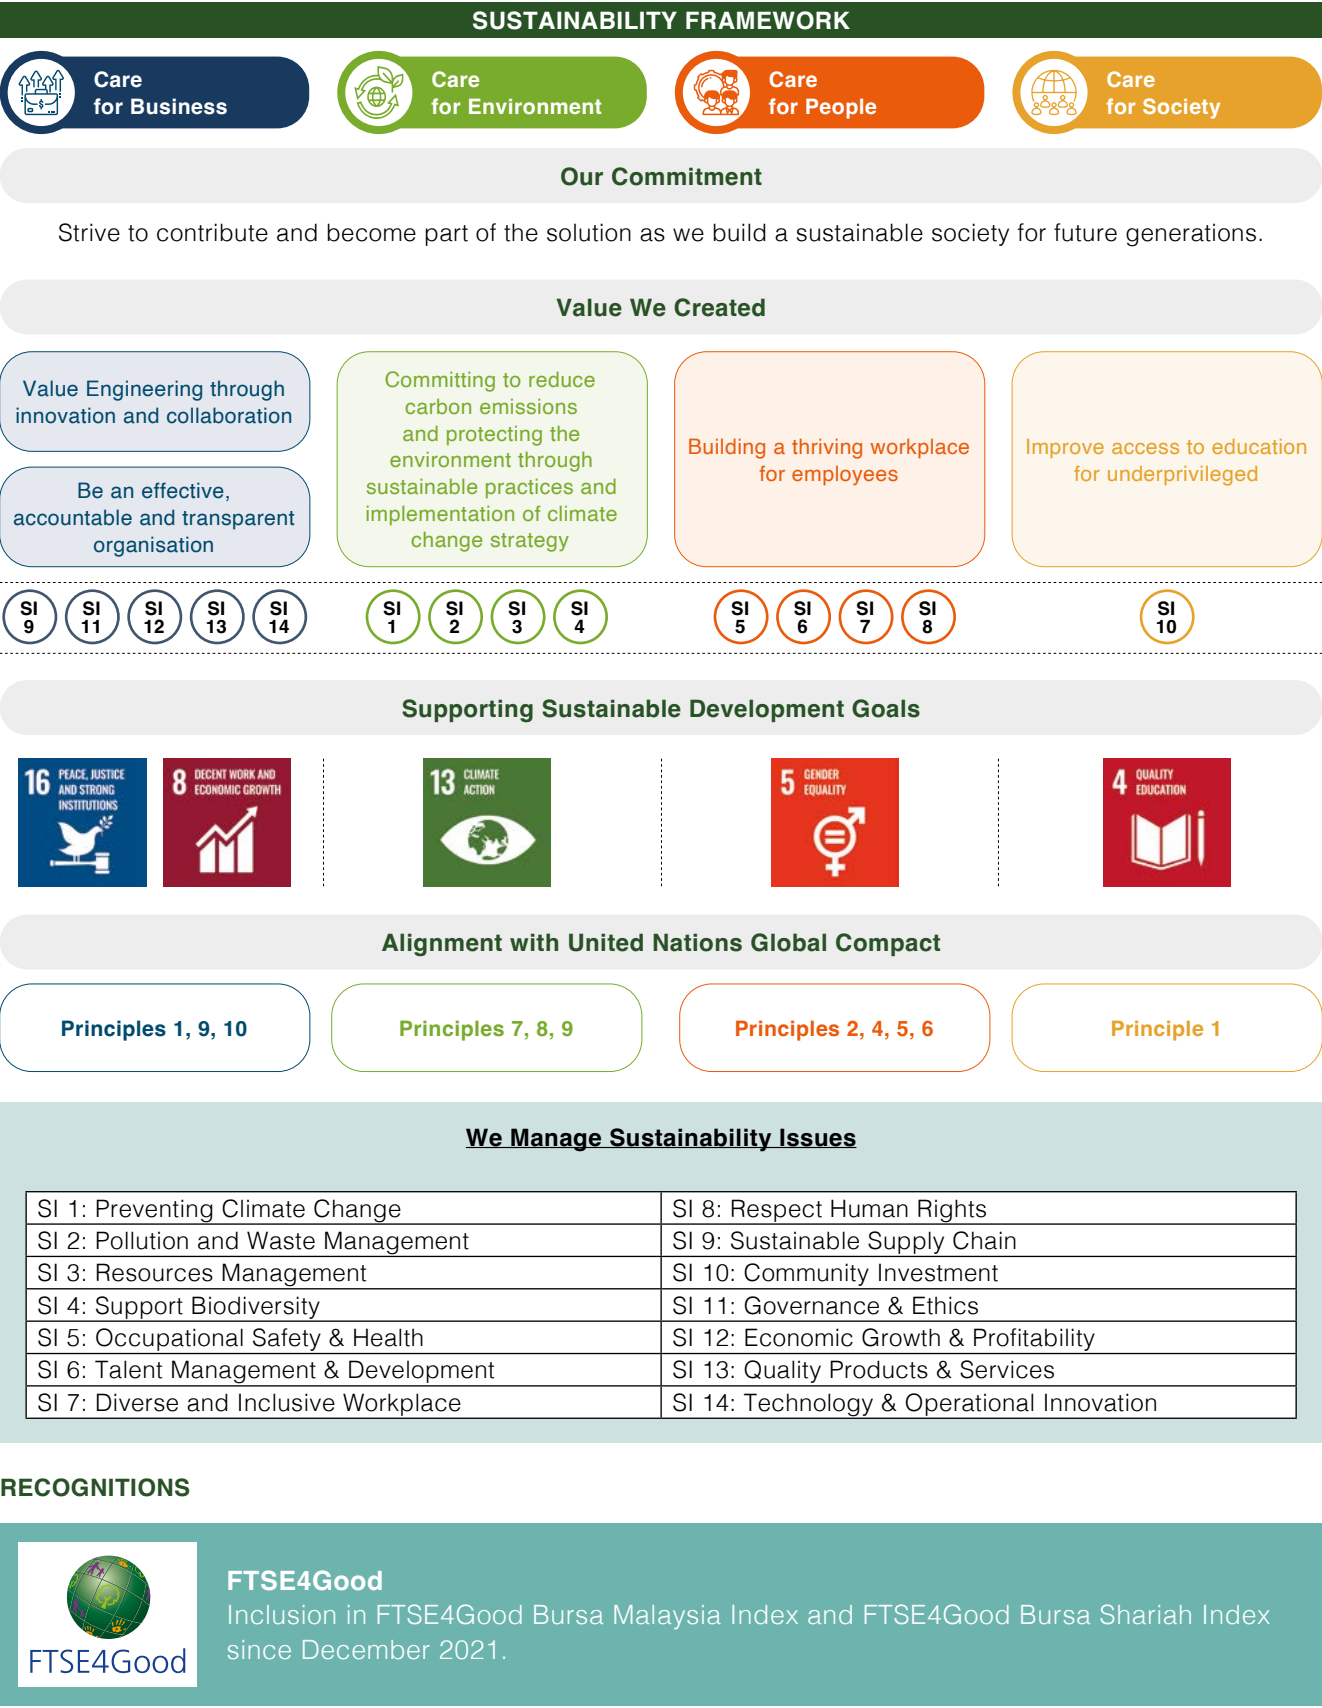 SUSTAINABILITY FRAMEWORK
Care
for Business
Care
for Environment
Care
for People
Care
for Society
Our Commitment
Strive to contribute and become part of the solution as we build a sustainable society for future generations.
Value We Created
Value Engineering through
innovation and collaboration
Be an effective,
accountable and transparent
organisation
Committing to reduce
carbon emissions
and protecting the
environment through
sustainable practices and
implementation of climate
change strategy
Building a thriving workplace
for employees
Improve access to education
for underprivileged
SI
9
SI
11
SI
12
SI
13
SI
14
SI
1
SI
2
SI
3
SI
4
SI
5
SI
6
SI
7
SI
8
SI
10
Supporting Sustainable Development Goals
16 PEACE, JUSTICE
AND STRONG
INSTITUTIONS
8 DECENT WORK AND
ECONOMIC GROWTH
13 CLIMATE
ACTION
5 GENDER
EQUALITY
4 QUALITY
EDUCATION
Alignment with United Nations Global Compact
Principles 1, 9, 10
Principles 7, 8, 9
Principles 2, 4, 5, 6
Principle 1
We Manage Sustainability Issues
SI 1: Preventing Climate Change
SI 8: Respect Human Rights
SI 2: Pollution and Waste Management
SI 9: Sustainable Supply Chain
SI 3: Resources Management
SI 10: Community Investment
SI 4: Support Biodiversity
SI 11: Governance & Ethics
SI 5: Occupational Safety & Health
SI 12: Economic Growth & Profitability
SI 6: Talent Management & Development
SI 13: Quality Products & Services
SI 7: Diverse and Inclusive Workplace
SI 14: Technology & Operational Innovation
RECOGNITIONS
FTSE4Good
FTSE4Good
Inclusion in FTSE4Good Bursa Malaysia Index and FTSE4Good Bursa Shariah Index
since December 2021.